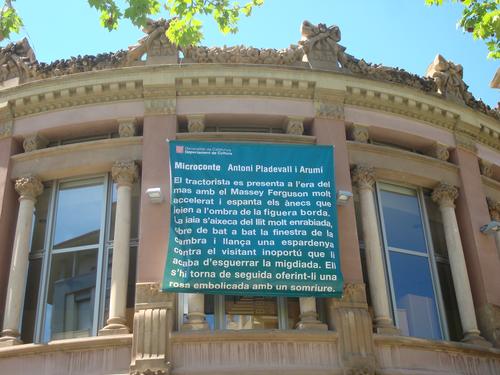 Generalitat de Catalunya
Departament de Cultura
Microconte Antoni Pladevall i Arumí
El tractorista es presenta a l'era del
mas amb el Massey Ferguson molt
accelerat i espanta els ànecs que
jeien a l'ombra de la figuera borda.
La iaia s'aixeca del llit molt enrabiada,
obre de bat a bat la finestra de la
cambra i llança una espardenya
contra el visitant inoportú que li
acaba d'esguerrar la migdiada. Ell
s'hi torna de seguida oferint-li una
rosa embolicada amb un somriure.